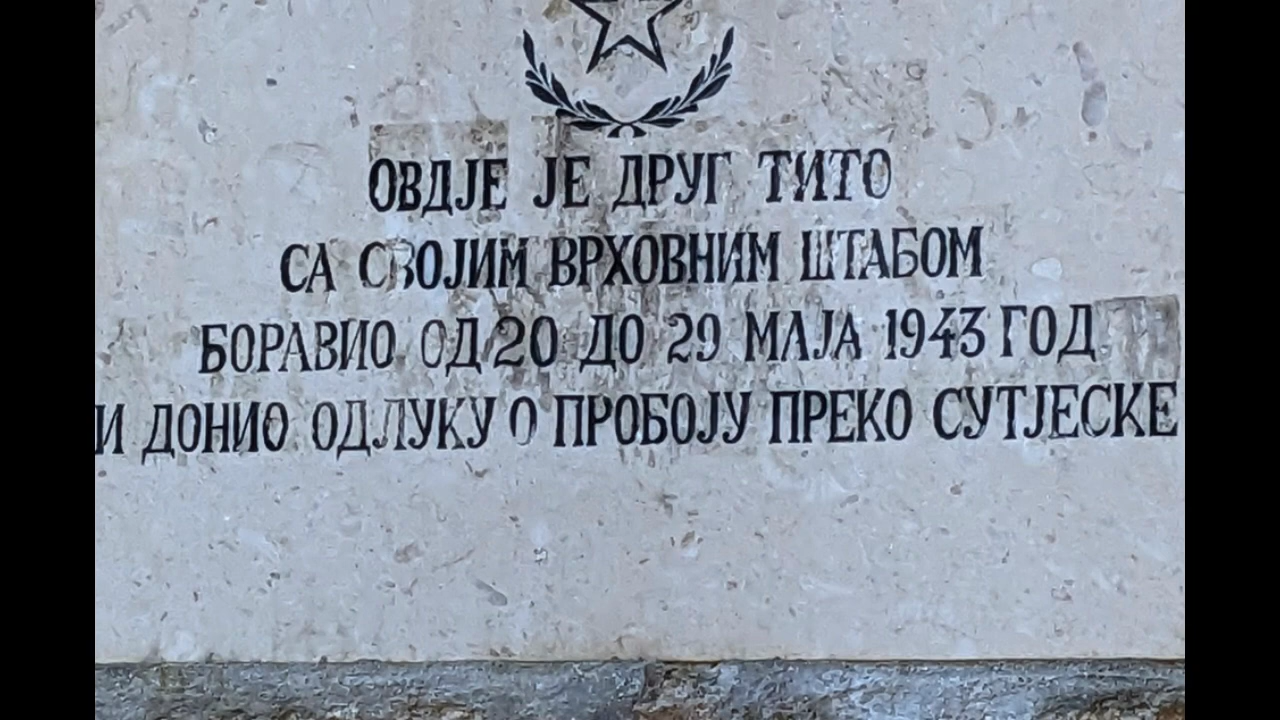 ОВДЈЕ ЈЕ ДРУГ ТИТО
СА СВОЈИМ ВРХОВНИМ ШТАБОМ
БОРАВИО ОД 20 ДО 29 МАЈА 1943 ГОД.
И ДОНИО ОДЛУКУ О ПРОБОЈУ ПРЕКО СУТЈЕСКЕ